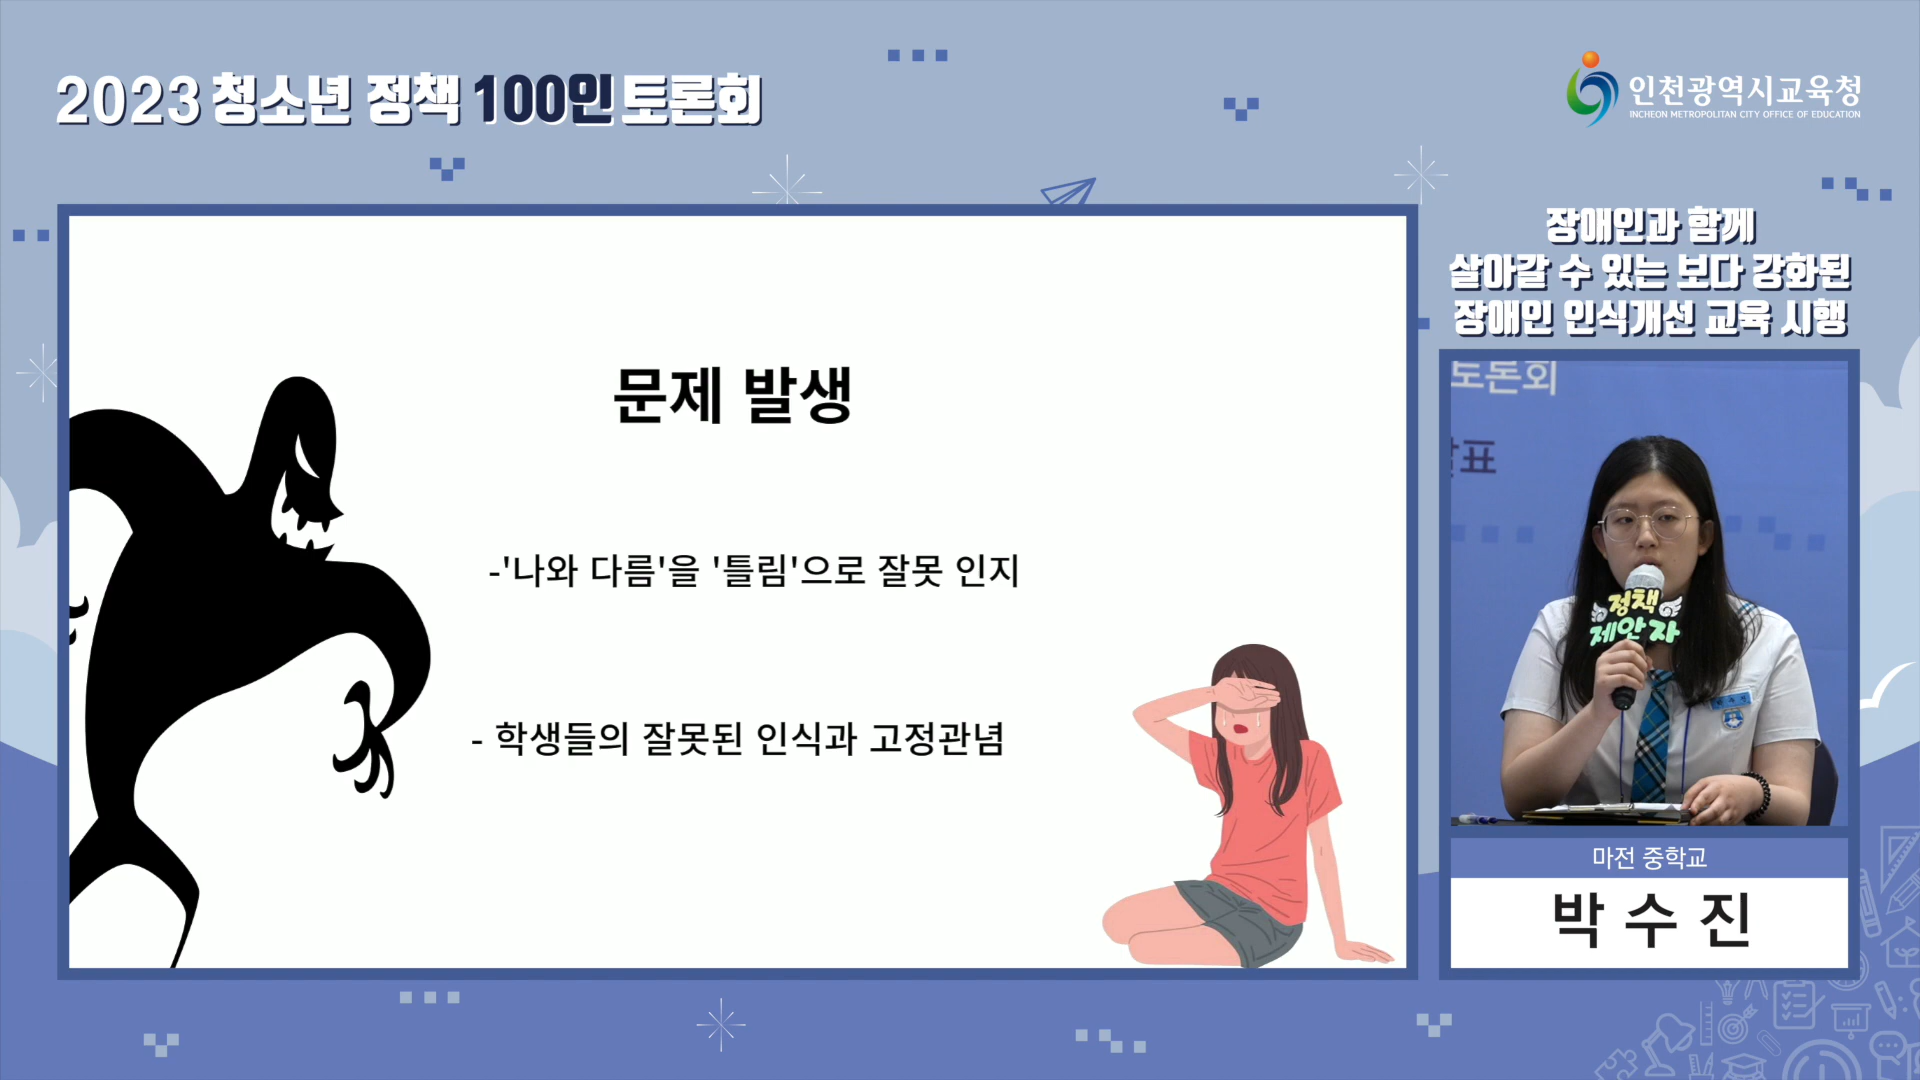 2023 청소년 정책 100인 토론회
인천광역시교육청
INCHEON METROPOLITAN CITY OFFICE OF EDUCATION
장애인과 함께
살아갈 수 있는 보다 강화된
장애인 인식개선 교육 시행
문제 발생
-'나와 다름'을 '틀림'으로 잘못 인지
- 학생들의 잘못된 인식과 고정관념
토론회
발표
정책
제안자
마전 중학교
박수진